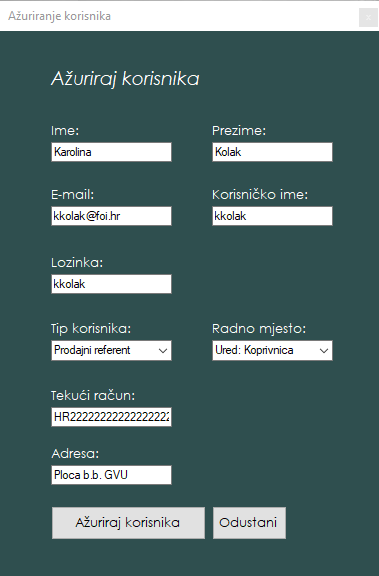 Ažuriranje korisnika
Ažuriraj korisnika
Ime: Prezime:
Karolina Kolak
E-mail: Korisničko ime:
kkolak@foi.hr kkolak
Lozinka:
kkolak
Tip korisnika: Radno mjesto:
Prodajni referent Ured: Koprivnica
Tekući račun:
HR2222222222222222
Adresa:
Ploca b.b. GVU
Ažuriraj korisnika Odustani